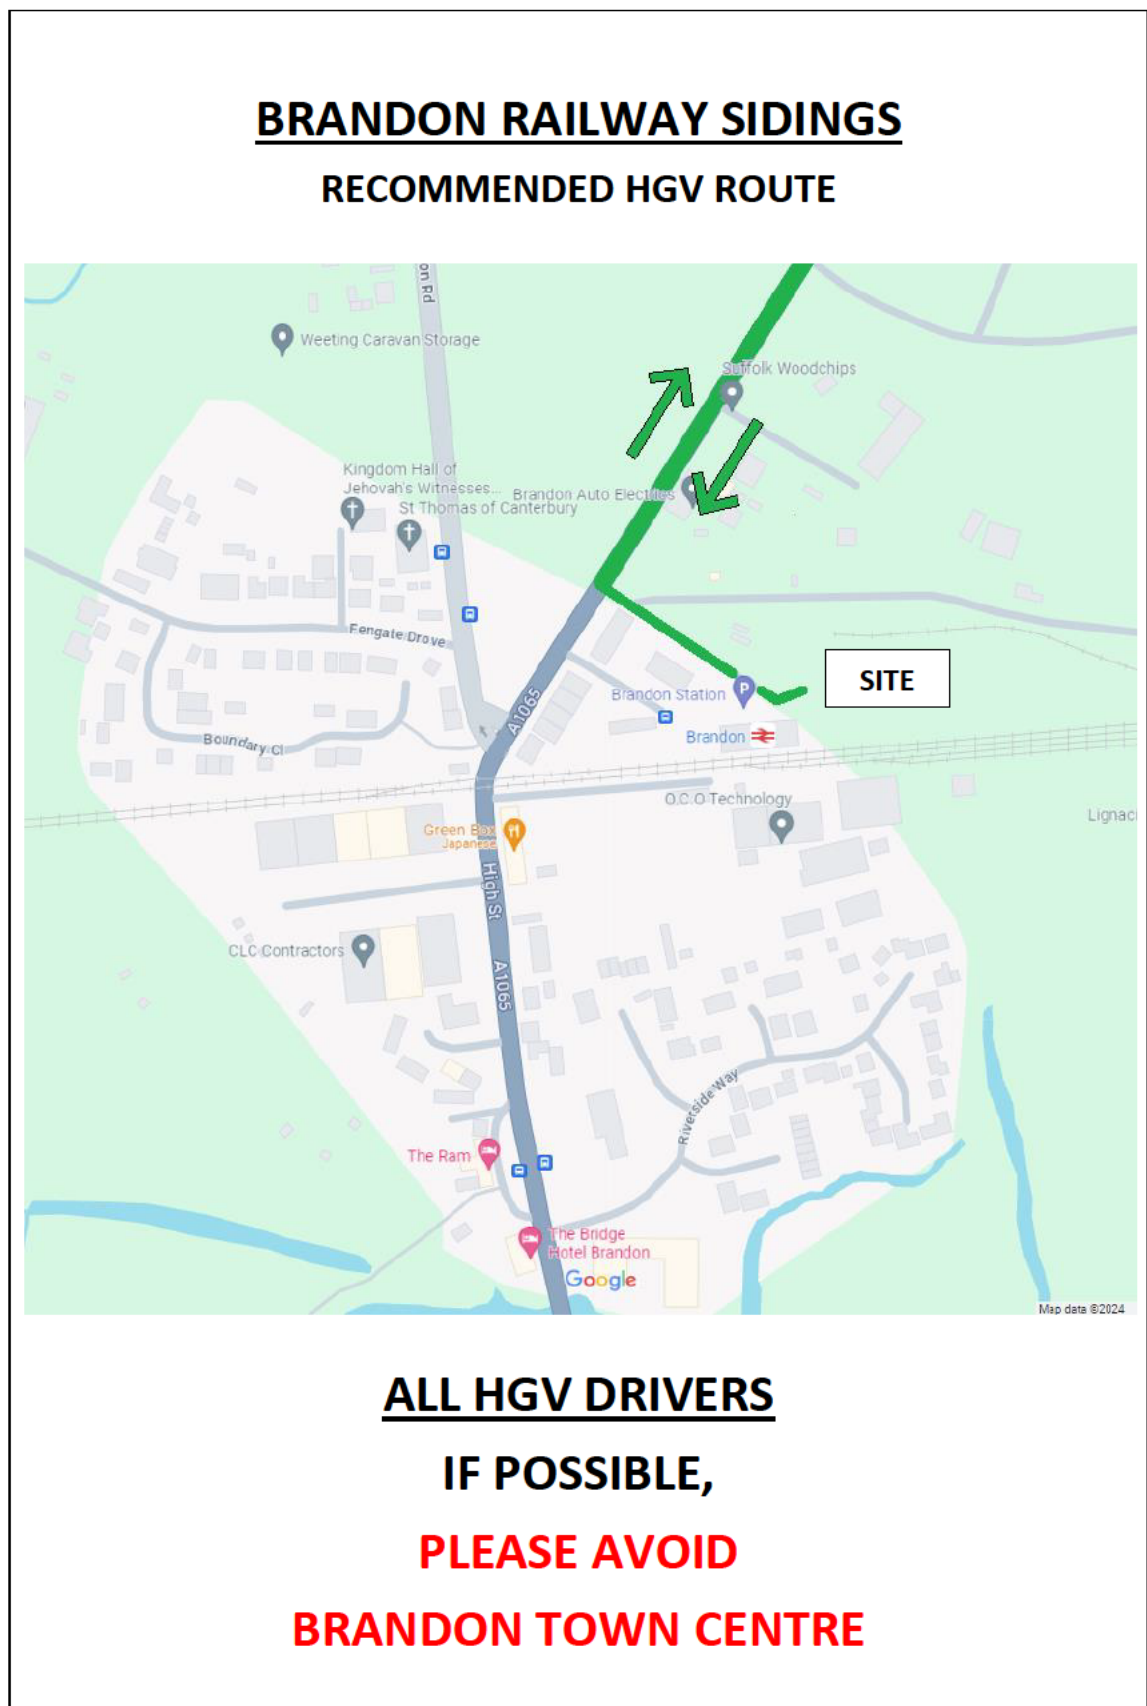 BRANDON RAILWAY SIDINGS
RECOMMENDED HGV ROUTE
on Rd
Weeting Caravan Storage
Suffolk Woodchips
Kingdom Hall of
Jehovah's Witnesses...
Brandon Auto Electrics
St Thomas of Canterbury
Fengate Drove
SITE
Brandon Station
P
A1065
Boundary Cl
Brandon
O.C.O Technology
Lignaci
Green Box
Japanese
High St
CLC Contractors
A1065
Riverside Way
The Ram
The Bridge
Hotel Brandon
Google
Map data ©2024
ALL HGV DRIVERS
IF POSSIBLE,
PLEASE AVOID
BRANDON TOWN CENTRE